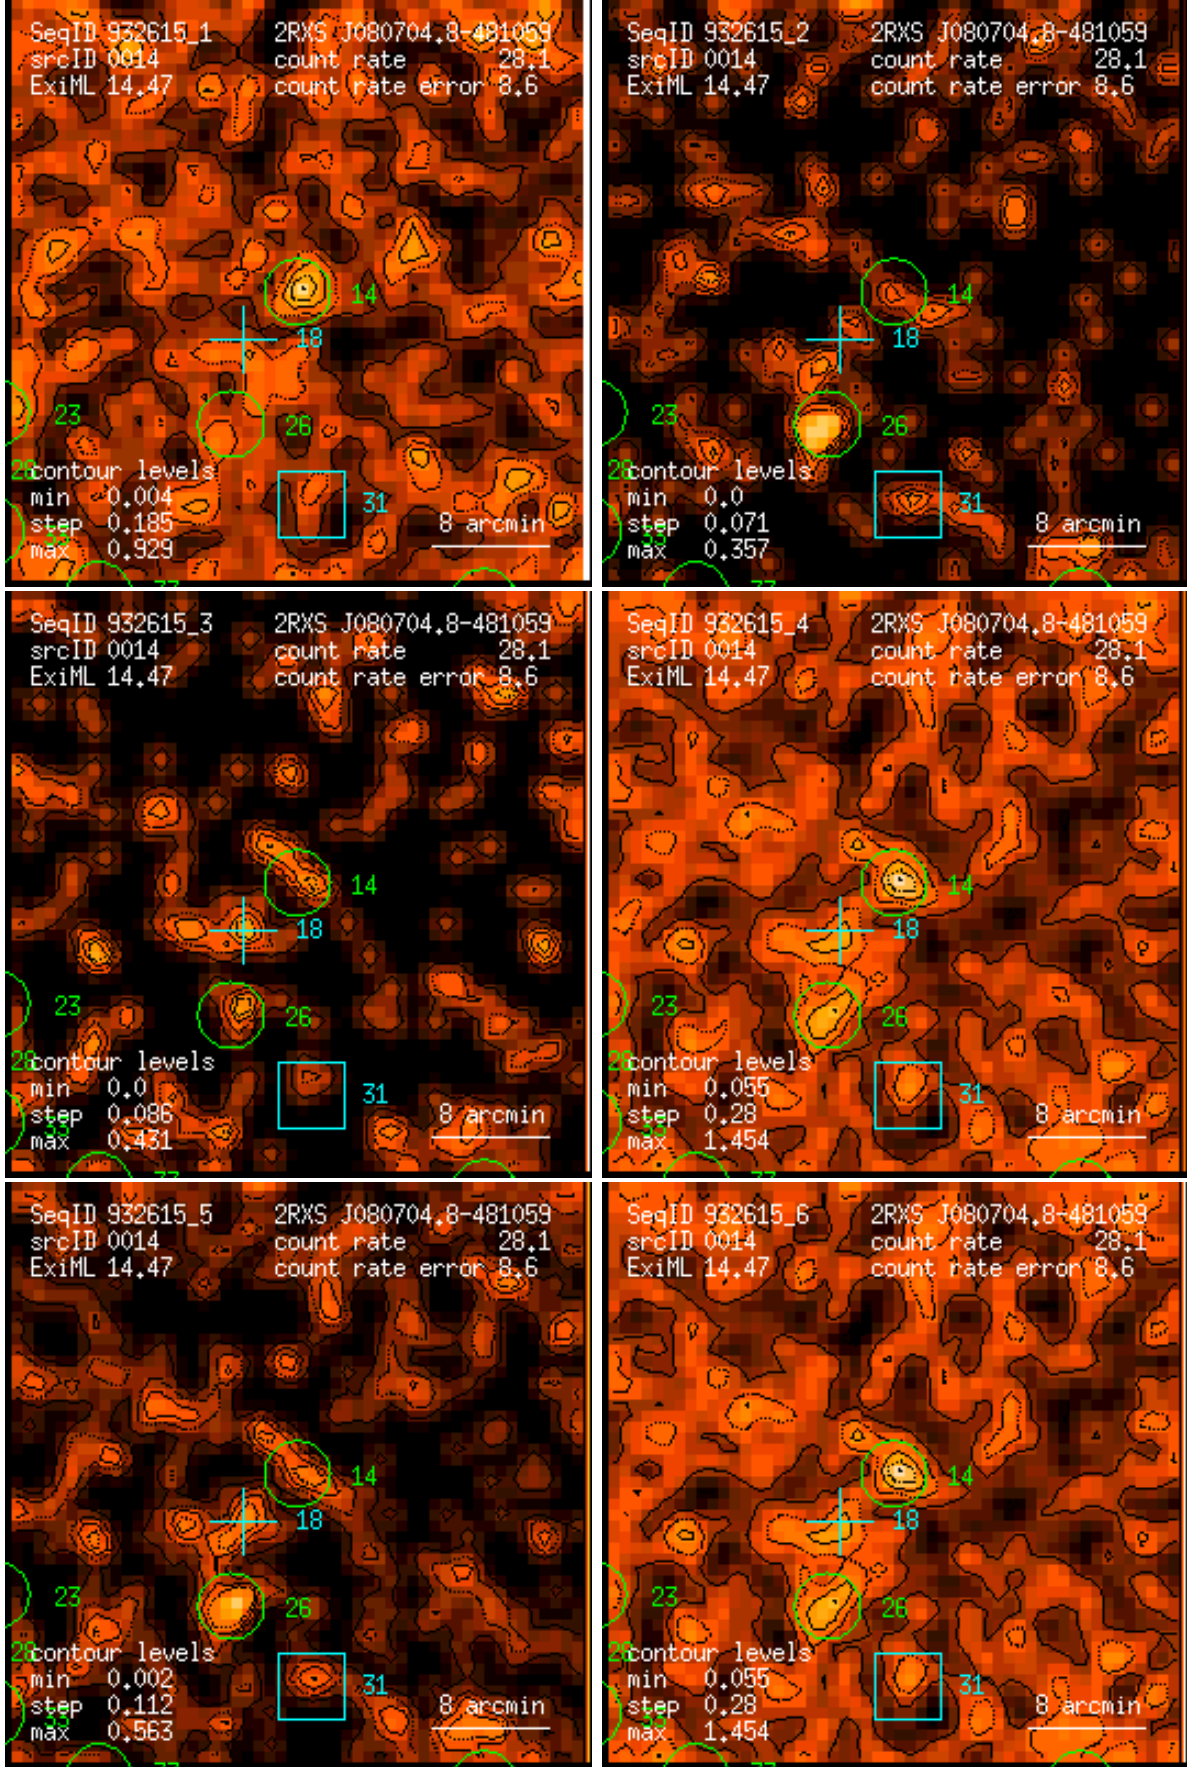 SeqID 932615_1 2RXS J080704.8-481059
srcID 0014 count rate 28.1
ExiML 14.47 count rate error 8.6
14
18
23
26
28
contour levels
min 0.004
31
step 0.185
8 arcmin
33
max 0.929
SeqID 932615_2 2RXS J080704.8-481059
srcID 0014 count rate 28.1
ExiML 14.47 count rate error 8.6
14
18
23
26
28
contour levels
min 0.0
31
step 0.071
8 arcmin
33
max 0.357
SeqID 932615_3 2RXS J080704.8-481059
srcID 0014 count rate 28.1
ExiML 14.47 count rate error 8.6
14
18
23
26
28
contour levels
min 0.0
31
step 0.086
8 arcmin
33
max 0.431
SeqID 932615_4 2RXS J080704.8-481059
srcID 0014 count rate 28.1
ExiML 14.47 count rate error 8.6
14
18
23
26
28
contour levels
min 0.055
31
step 0.28
8 arcmin
33
max 1.454
SeqID 932615_5 2RXS J080704.8-481059
srcID 0014 count rate 28.1
ExiML 14.47 count rate error 8.6
14
18
23
26
28
contour levels
min 0.002
31
step 0.112
8 arcmin
33
max 0.563
SeqID 932615_6 2RXS J080704.8-481059
srcID 0014 count rate 28.1
ExiML 14.47 count rate error 8.6
14
18
23
26
28
contour levels
min 0.055
31
step 0.28
8 arcmin
33
max 1.454